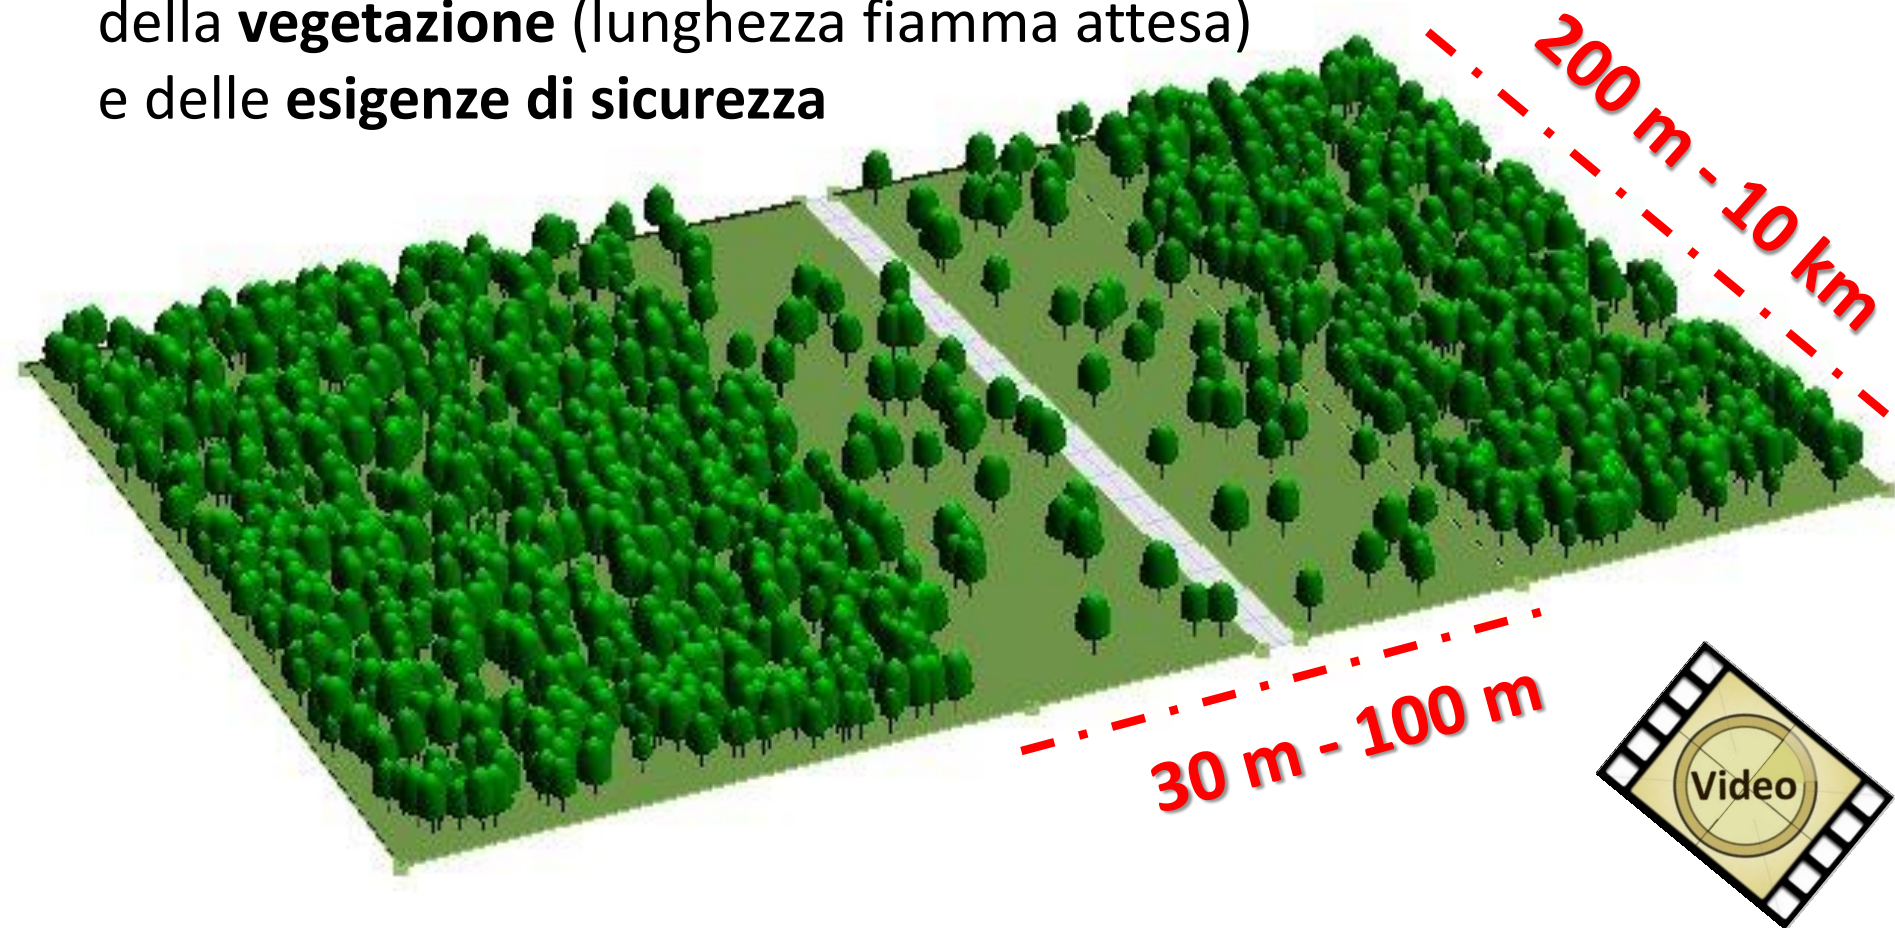 della vegetazione (lunghezza fiamma attesa)
e delle esigenze di sicurezza
200 m - 10 km
30 m - 100 m
Video